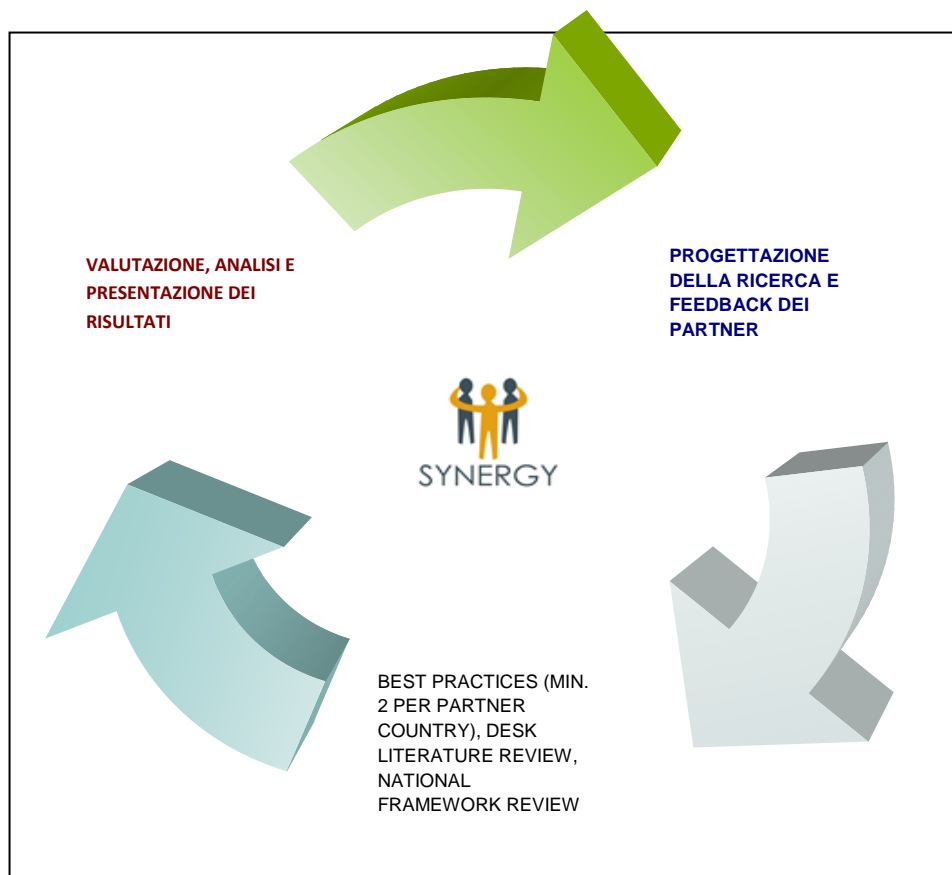 VALUTAZIONE, ANALISI E
PRESENTAZIONE DEI
RISULTATI
PROGETTAZIONE
DELLA RICERCA E
FEEDBACK DEI
PARTNER
SYNERGY
BEST PRACTICES (MIN.
2 PER PARTNER
COUNTRY), DESK
LITERATURE REVIEW,
NATIONAL
FRAMEWORK REVIEW